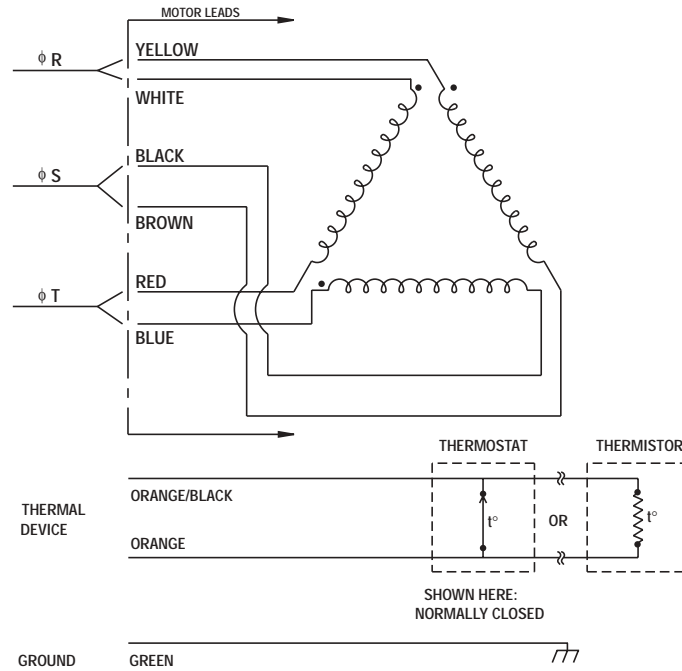 MOTOR LEADS
ϕ R
YELLOW
WHITE
BLACK
ϕ S
BROWN
RED
ϕ T
BLUE
THERMOSTAT
THERMISTOR
ORANGE/BLACK
THERMAL
DEVICE
t°
OR
t°
ORANGE
SHOWN HERE:
NORMALLY CLOSED
GROUND
GREEN